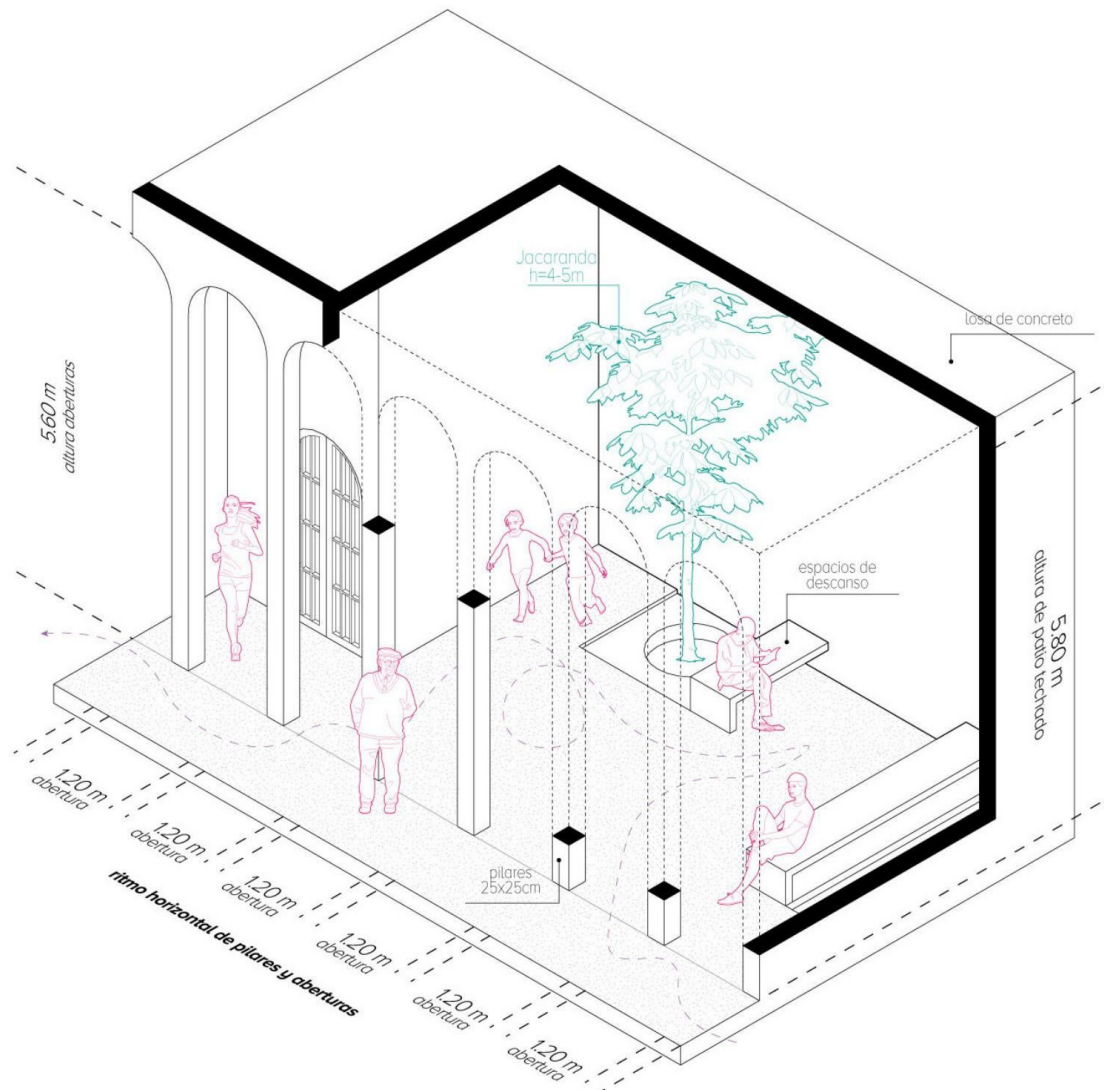 Jacaranda
h=4-5m
losa de concreto
5.60 m
altura aberturas
espacios de
descanso
5.80 m
altura de patio techado
pilares
25x25cm
1.20 m
abertura
1.20 m
abertura
1.20 m
abertura
1.20 m
abertura
1.20 m
abertura
1.20 m
abertura
ritmo horizontal de pilares y aberturas